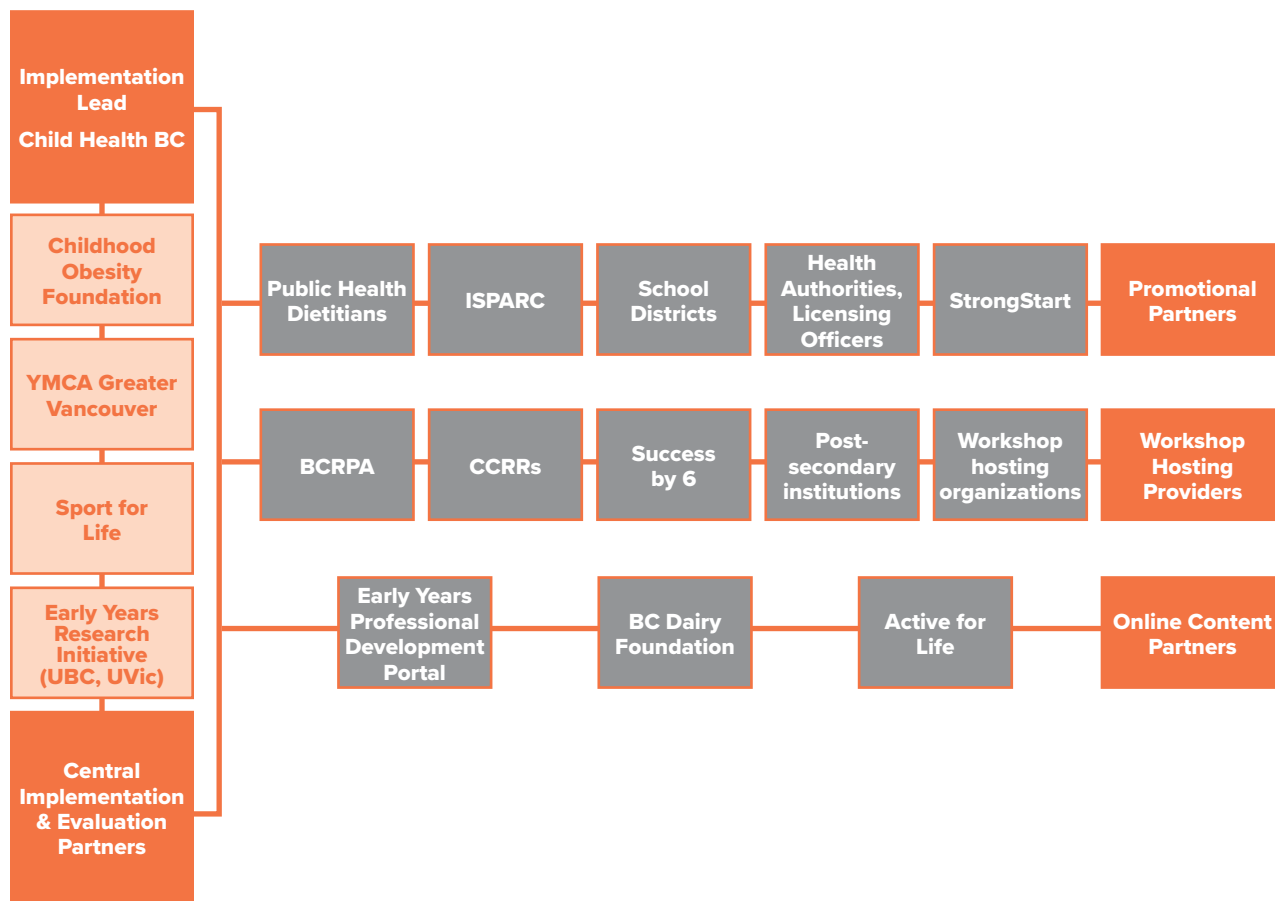 Implementation
Lead
Child Health BC
Childhood
Obesity
Foundation
YMCA Greater
Vancouver
Sport for
Life
Early Years
Research
Initiative
(UBC, UVic)
Central
Implementation
& Evaluation
Partners
Public Health
Dietitians
ISPARC
School
Districts
Health
Authorities,
Licensing
Officers
StrongStart
Promotional
Partners
BCRPA
CCRRs
Success
by 6
Post-
secondary
institutions
Workshop
hosting
organizations
Workshop
Hosting
Providers
Early Years
Professional
Development
Portal
BC Dairy
Foundation
Active for
Life
Online Content
Partners